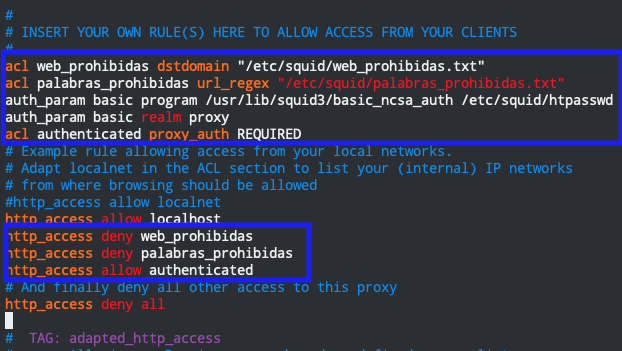 #
# INSERT YOUR OWN RULE(S) HERE TO ALLOW ACCESS FROM YOUR CLIENTS
#
acl web_prohibidas dstdomain "/etc/squid/web_prohibidas.txt"
acl palabras_prohibidas url_regex "/etc/squid/palabras_prohibidas.txt"
auth_param basic program /usr/lib/squid3/basic_ncsa_auth /etc/squid/htpasswd
auth_param basic realm proxy
acl authenticated proxy_auth REQUIRED
# Example rule allowing access from your local networks.
# Adapt localnet in the ACL section to list your (internal) IP networks
# from where browsing should be allowed
#http_access allow localnet
http_access allow localhost
http_access deny web_prohibidas
http_access deny palabras_prohibidas
http_access allow authenticated
# And finally deny all other access to this proxy
http_access deny all
# TAG: adapted_http_access